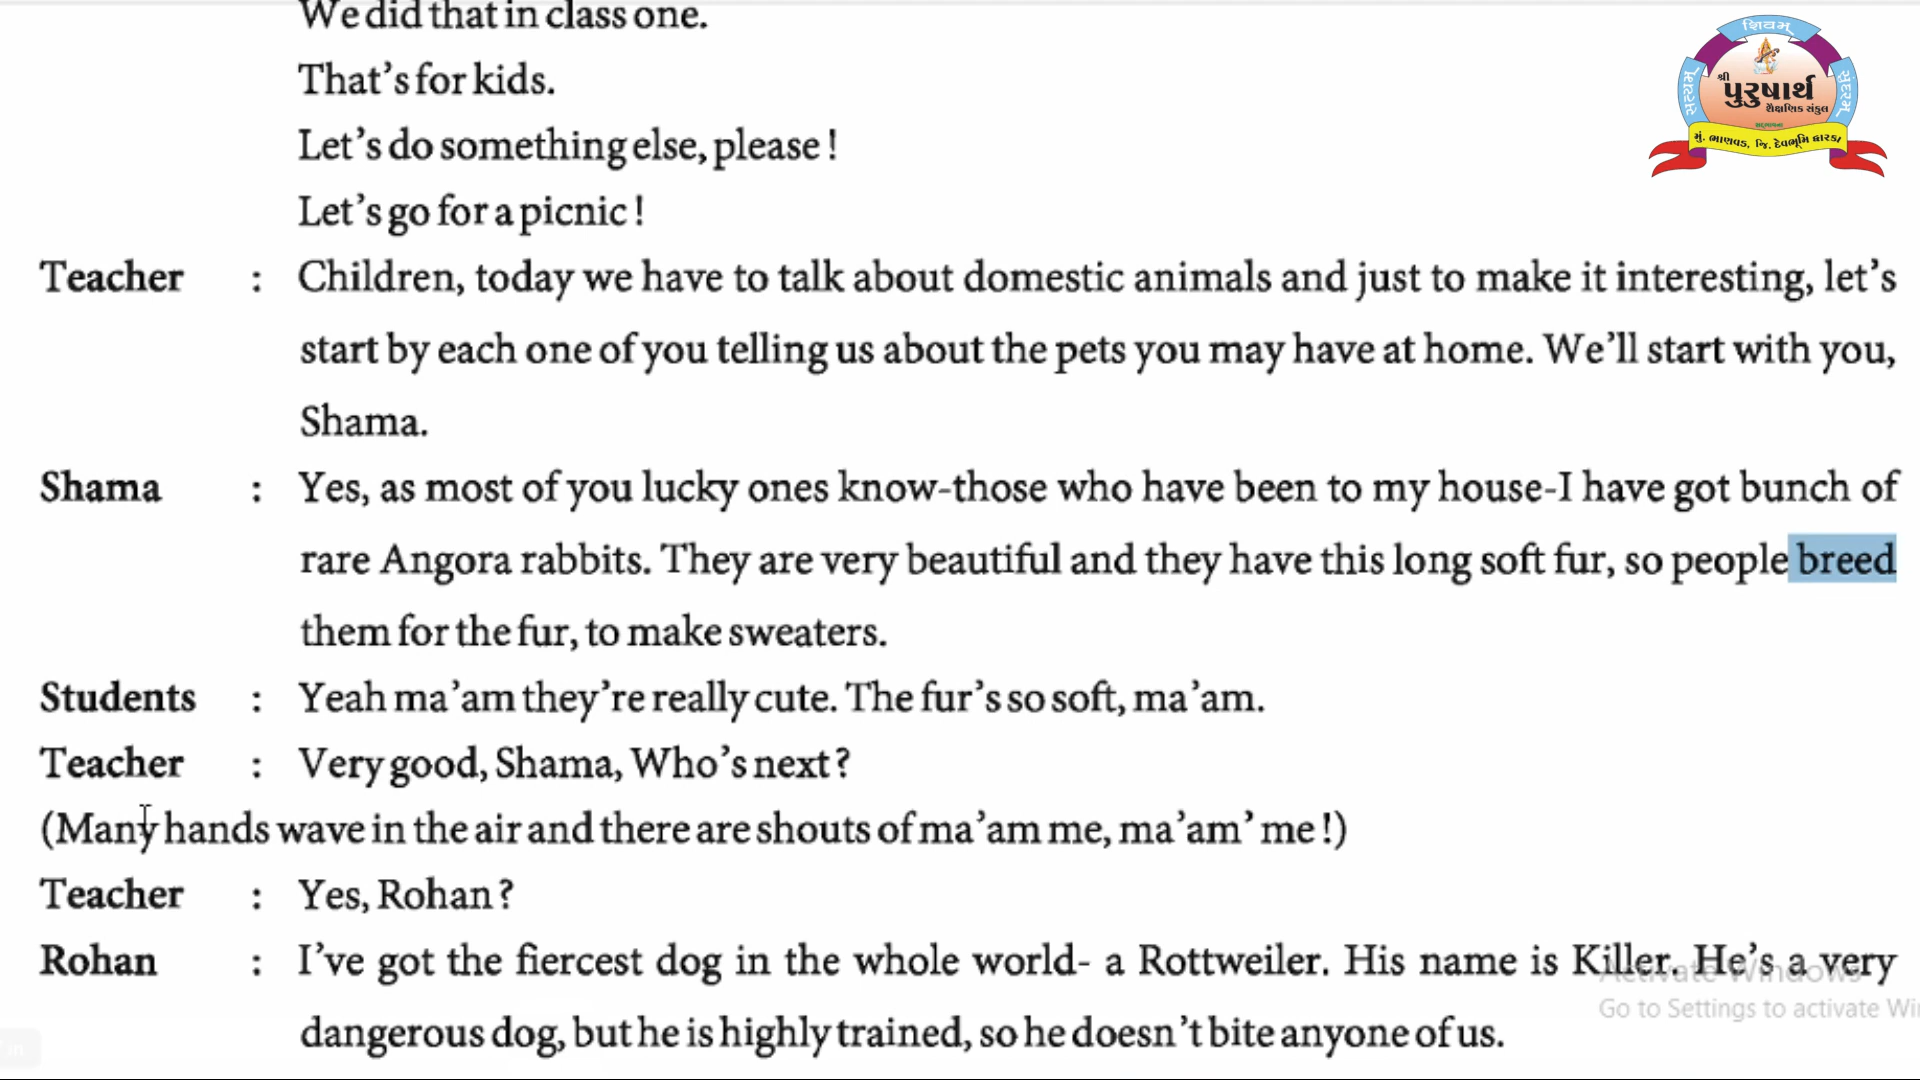 We did that in class one.
That's for kids.
Let's do something else, please !
Let's go for a picnic !
Teacher : Children, today we have to talk about domestic animals and just to make it interesting, let's
start by each one of you telling us about the pets you may have at home. We'll start with you,
Shama.
Shama : Yes, as most of you lucky ones know-those who have been to my house-I have got bunch of
rare Angora rabbits. They are very beautiful and they have this long soft fur, so people breed
them for the fur, to make sweaters.
Students : Yeah ma'am they're really cute. The fur's so soft, ma'am.
Teacher : Very good, Shama, Who's next ?
(Many hands wave in the air and there are shouts of ma'am me, ma'am' me !)
Teacher : Yes, Rohan ?
Rohan : I've got the fiercest dog in the whole world- a Rottweiler. His name is Killer. He's a very
dangerous dog, but he is highly trained, so he doesn't bite anyone of us.
સત્યમ્
શિવમ્
સુંદરમ્
શ્રી
પુરુષાર્થ
શૈક્ષણિક સંકુલ
મું. ભાણવડ, જિ. દેવભૂમિ દ્વારકા
Activate Windows
Go to Settings to activate Wi